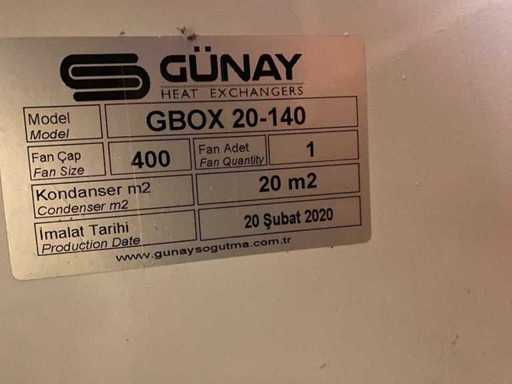 GÜNAY
HEAT EXCHANGERS
Model
Model
GBOX 20-140
Fan Çap
Fan Size
400
Fan Adet
Fan Quantity
1
Kondanser m2
Condenser m2
20 m2
İmalat Tarihi
Production Date
20 Şubat 2020
www.gunaysogutma.com.tr